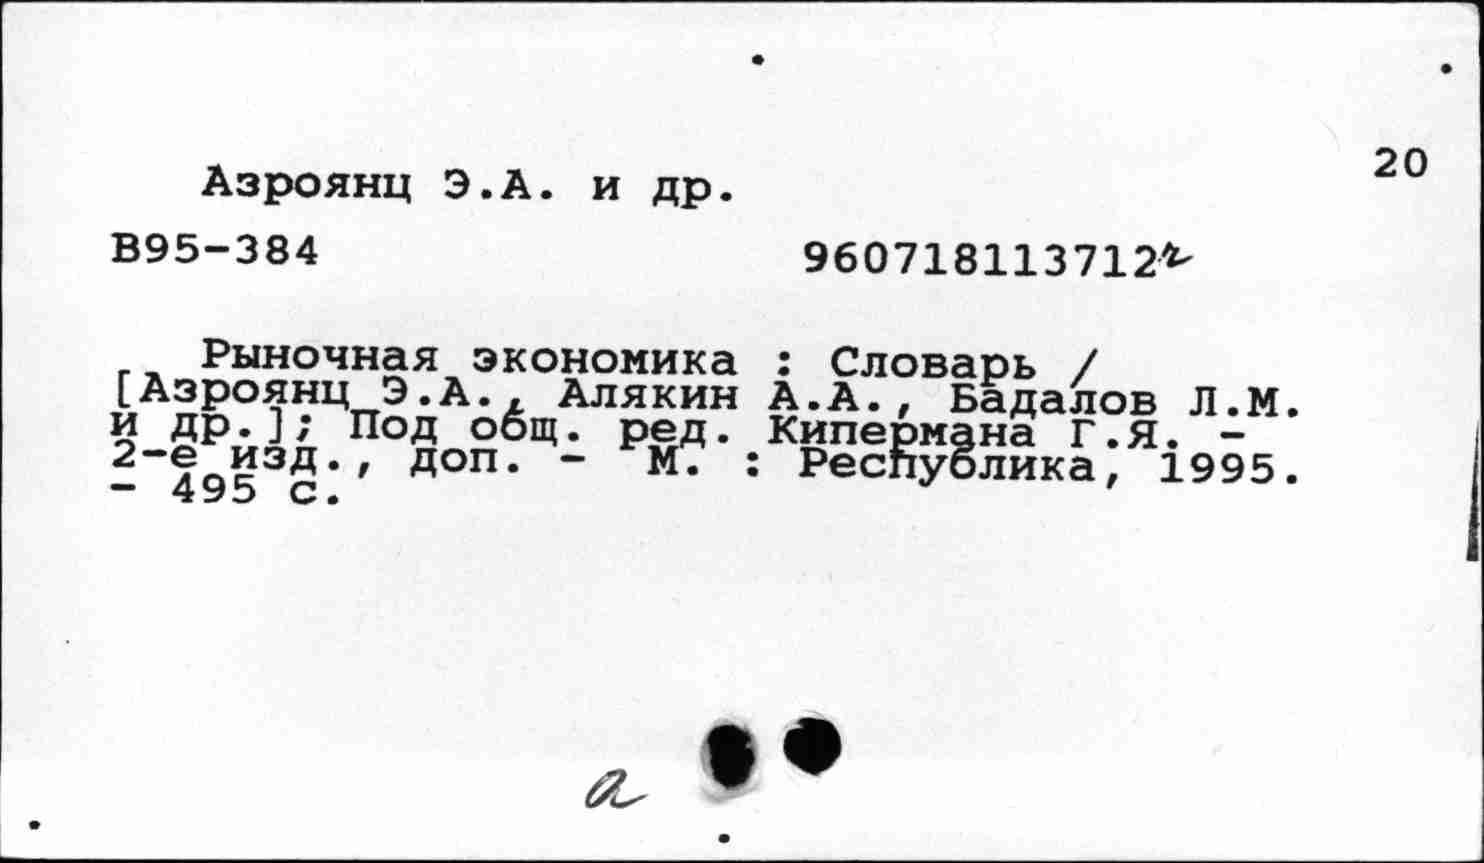 20
Азроянц Э.А. и др.
В95-384 960718113712
Рыночная экономика : Словарь /
[Азроянц Э.А., Алякин А.А., Бадалов Л.М.
и др.]; Под общ. ред. Кипермана Г.Я. -
2-е изд., доп. - М. : Республика, 1995.
- 495 с.
а